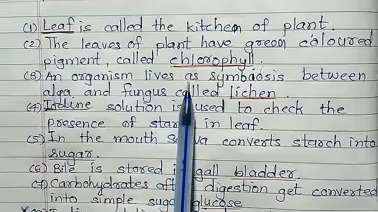 (1) Leaf is called the kitchen of plant.
(2) The leaves of plant have green coloured
pigment, called chlorophyll.
(3) An organism lives as symbiosis between
alga and fungus called lichen.
(4) Iodine solution is used to check the
presence of starch in leaf.
(5) In the mouth converts starch into
sugar.
(6) Bile is stored gall bladder.
(7) Carbohydrates digestion get converted
into simple glucose